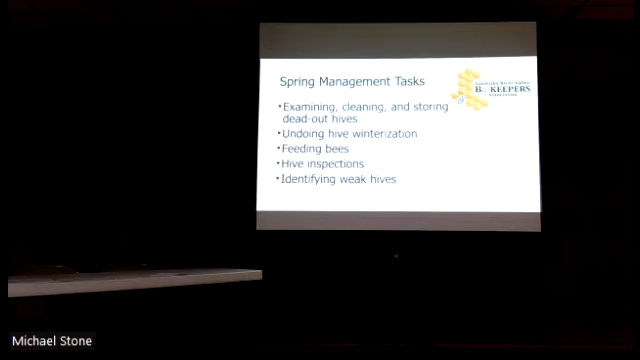 Spring Management Tasks
BEEKEEPERS
•Examining, cleaning, and storing
dead-out hives
•Undoing hive winterization
•Feeding bees
•Hive inspections
•Identifying weak hives
Michael Stone